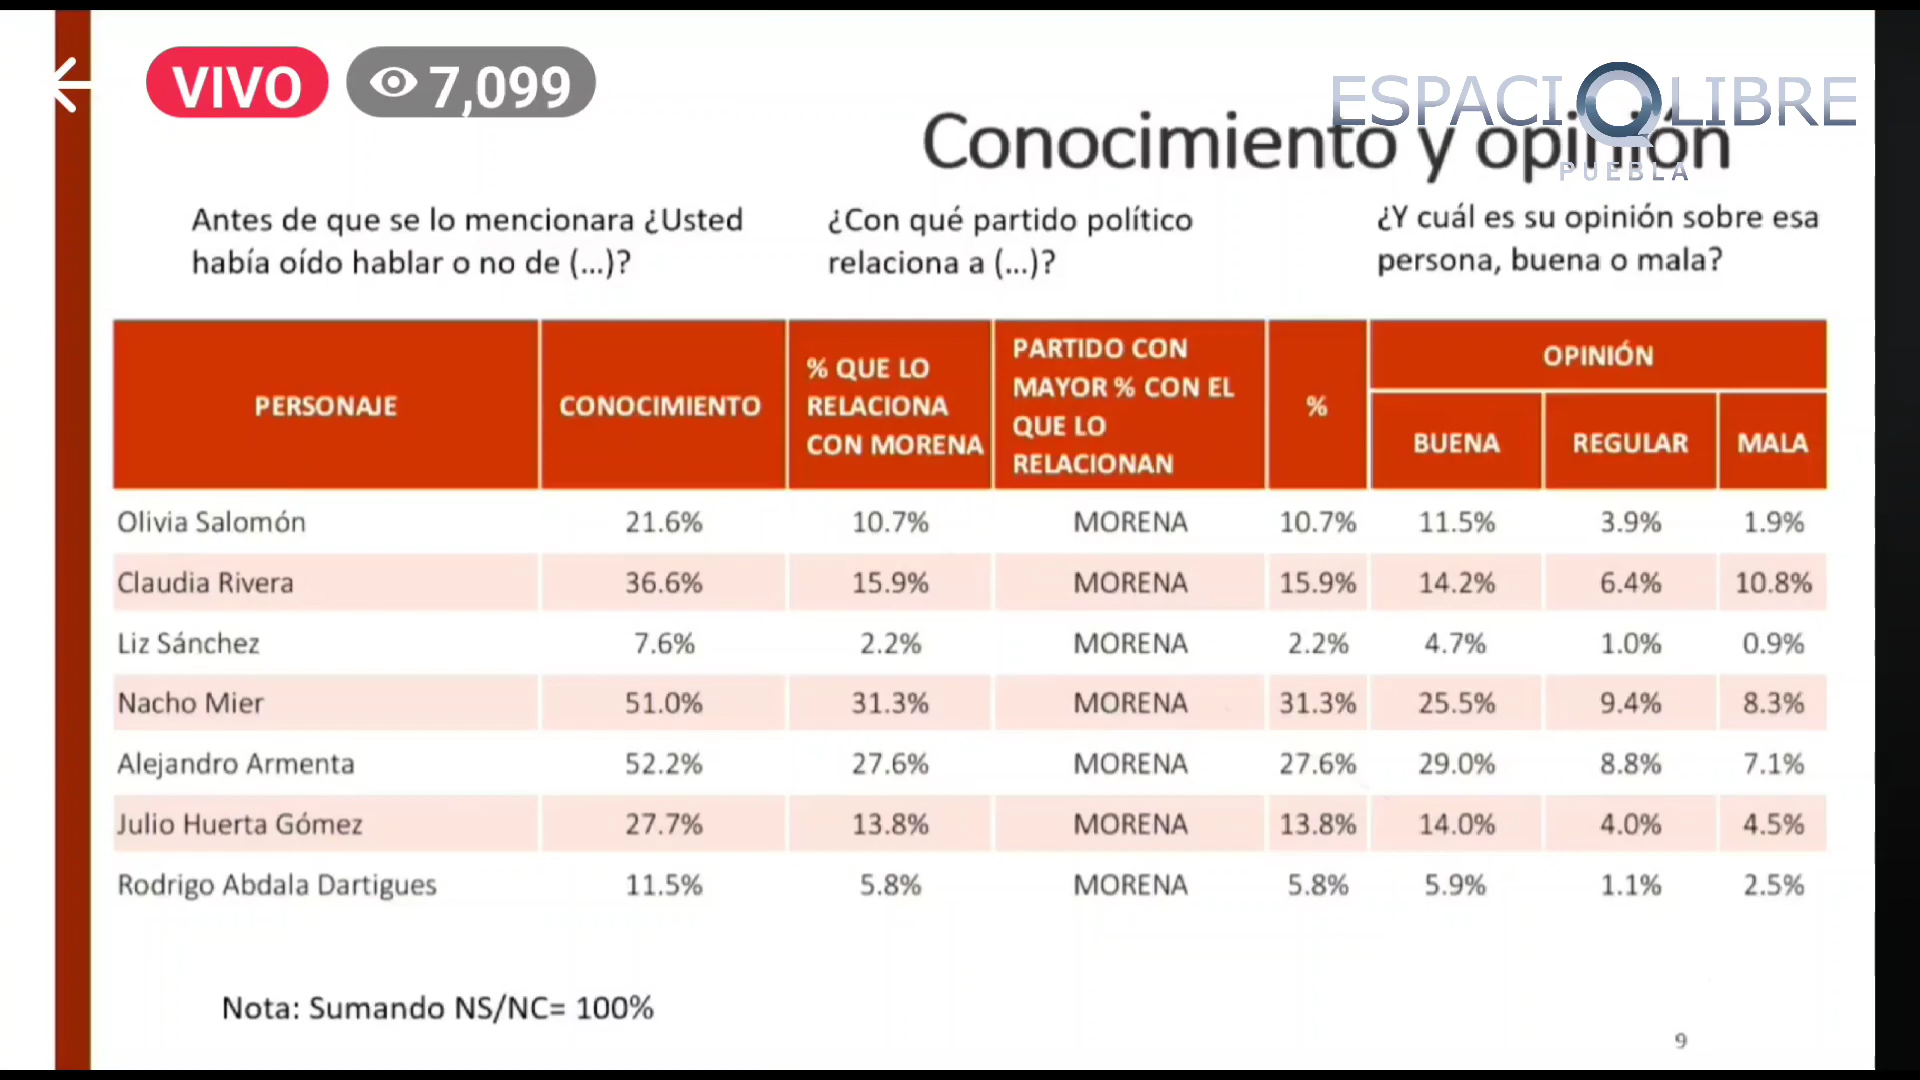 VIVO 7,099
ESPACIO LIBRE
PUEBLA
Conocimiento y opinión
Antes de que se lo mencionara ¿Usted
había oído hablar o no de (...)?
¿Con qué partido político
relaciona a (...)?
¿Y cuál es su opinión sobre esa
persona, buena o mala?
PERSONAJE
CONOCIMIENTO
% QUE LO
RELACIONA
CON MORENA
PARTIDO CON
MAYOR % CON EL
QUE LO
RELACIONAN
%
OPINIÓN
BUENA REGULAR MALA
Olivia Salomón 21.6% 10.7% MORENA 10.7% 11.5% 3.9% 1.9%
Claudia Rivera 36.6% 15.9% MORENA 15.9% 14.2% 6.4% 10.8%
Liz Sánchez 7.6% 2.2% MORENA 2.2% 4.7% 1.0% 0.9%
Nacho Mier 51.0% 31.3% MORENA 31.3% 25.5% 9.4% 8.3%
Alejandro Armenta 52.2% 27.6% MORENA 27.6% 29.0% 8.8% 7.1%
Julio Huerta Gómez 27.7% 13.8% MORENA 13.8% 14.0% 4.0% 4.5%
Rodrigo Abdala Dartigues 11.5% 5.8% MORENA 5.8% 5.9% 1.1% 2.5%
Nota: Sumando NS/NC= 100%
9